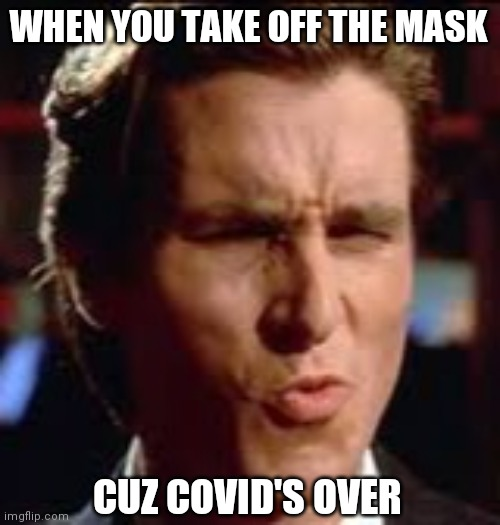 WHEN YOU TAKE OFF THE MASK
CUZ COVID'S OVER
imgflip.com